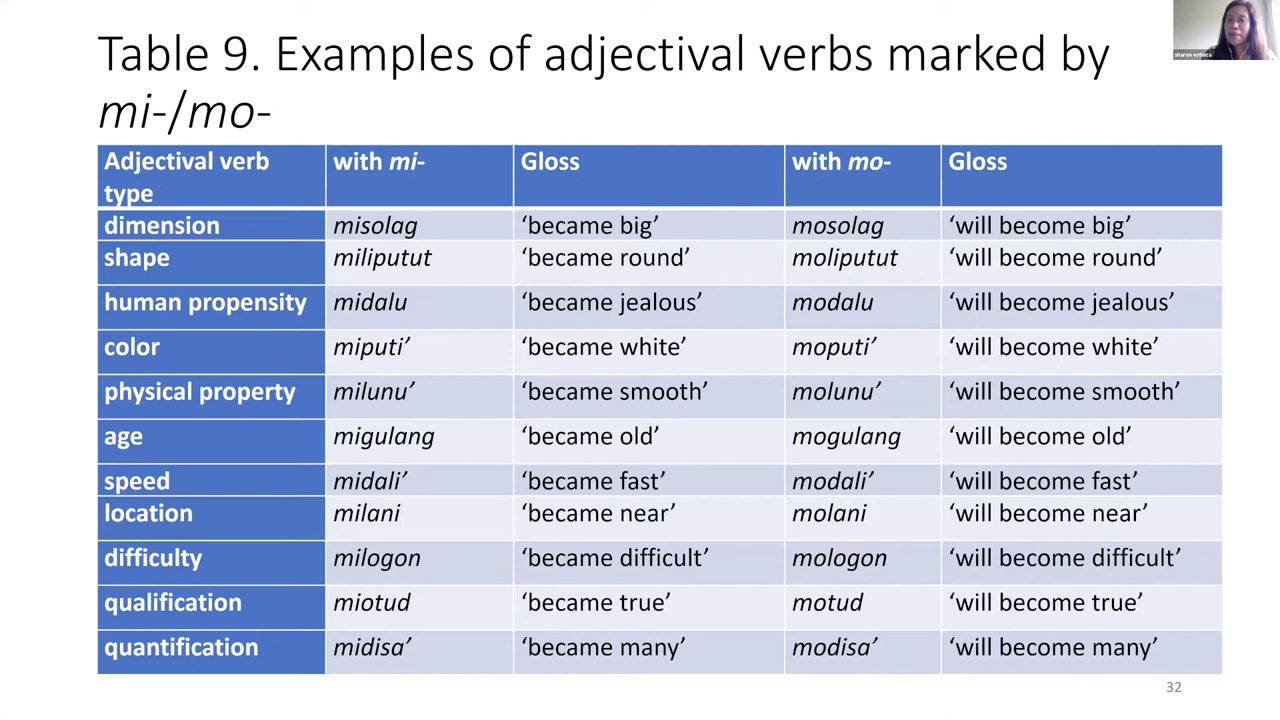 sharon estioca
Table 9. Examples of adjectival verbs marked by
mi-/mo-
Adjectival verb type with mi- Gloss with mo- Gloss
dimension misolag ‘became big’ mosolag ‘will become big’
shape miliputut ‘became round’ moliputut ‘will become round’
human propensity midalu ‘became jealous’ modalu ‘will become jealous’
color miputi’ ‘became white’ moputi’ ‘will become white’
physical property milunu’ ‘became smooth’ molunu’ ‘will become smooth’
age migulang ‘became old’ mogulang ‘will become old’
speed midali’ ‘became fast’ modali’ ‘will become fast’
location milani ‘became near’ molani ‘will become near’
difficulty milogon ‘became difficult’ mologon ‘will become difficult’
qualification miotud ‘became true’ motud ‘will become true’
quantification midisa’ ‘became many’ modisa’ ‘will become many’
32